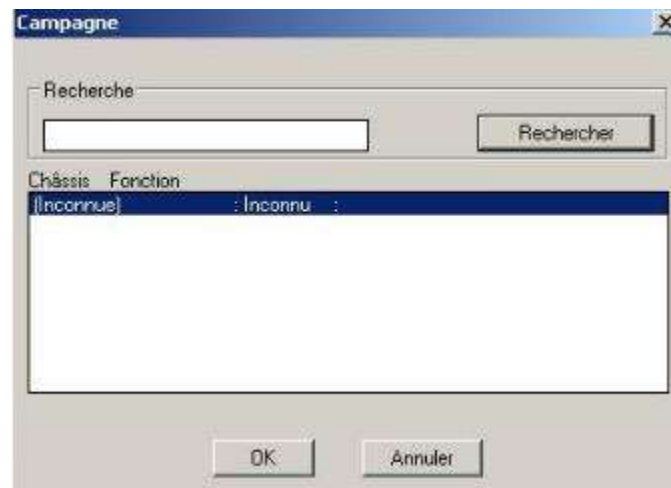 Campagne
Recherche
Rechercher
Châssis Fonction
(Inconnue) : Inconnu :
OK Annuler